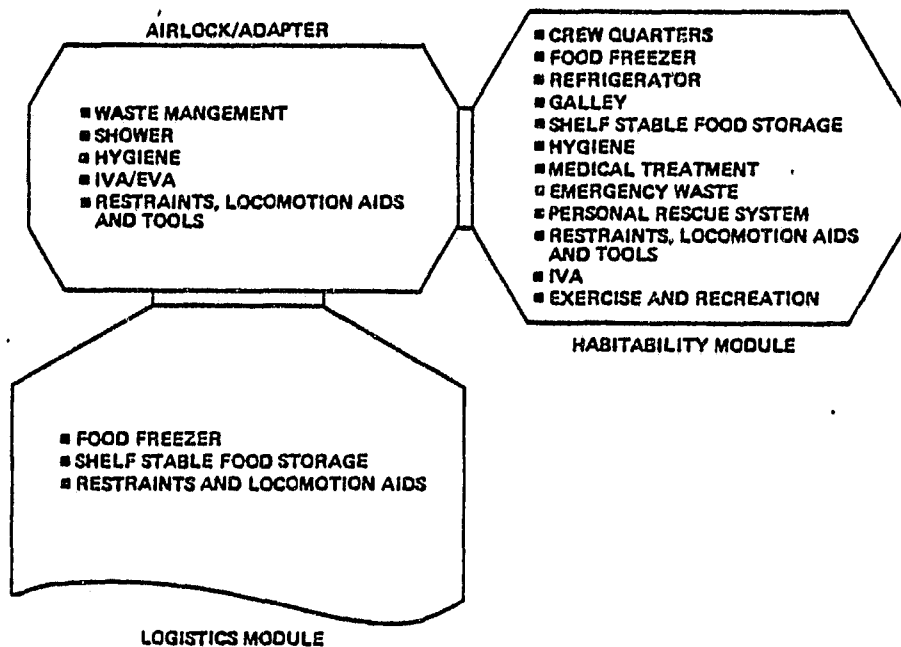 AIRLOCK/ADAPTER
■ WASTE MANGEMENT
■ SHOWER
■ HYGIENE
■ IVA/EVA
■ RESTRAINTS, LOCOMOTION AIDS
AND TOOLS
■ CREW QUARTERS
■ FOOD FREEZER
■ REFRIGERATOR
■ GALLEY
■ SHELF STABLE FOOD STORAGE
■ HYGIENE
■ MEDICAL TREATMENT
■ EMERGENCY WASTE
■ PERSONAL RESCUE SYSTEM
■ RESTRAINTS, LOCOMOTION AIDS
AND TOOLS
■ IVA
■ EXERCISE AND RECREATION
HABITABILITY MODULE
■ FOOD FREEZER
■ SHELF STABLE FOOD STORAGE
■ RESTRAINTS AND LOCOMOTION AIDS
LOGISTICS MODULE